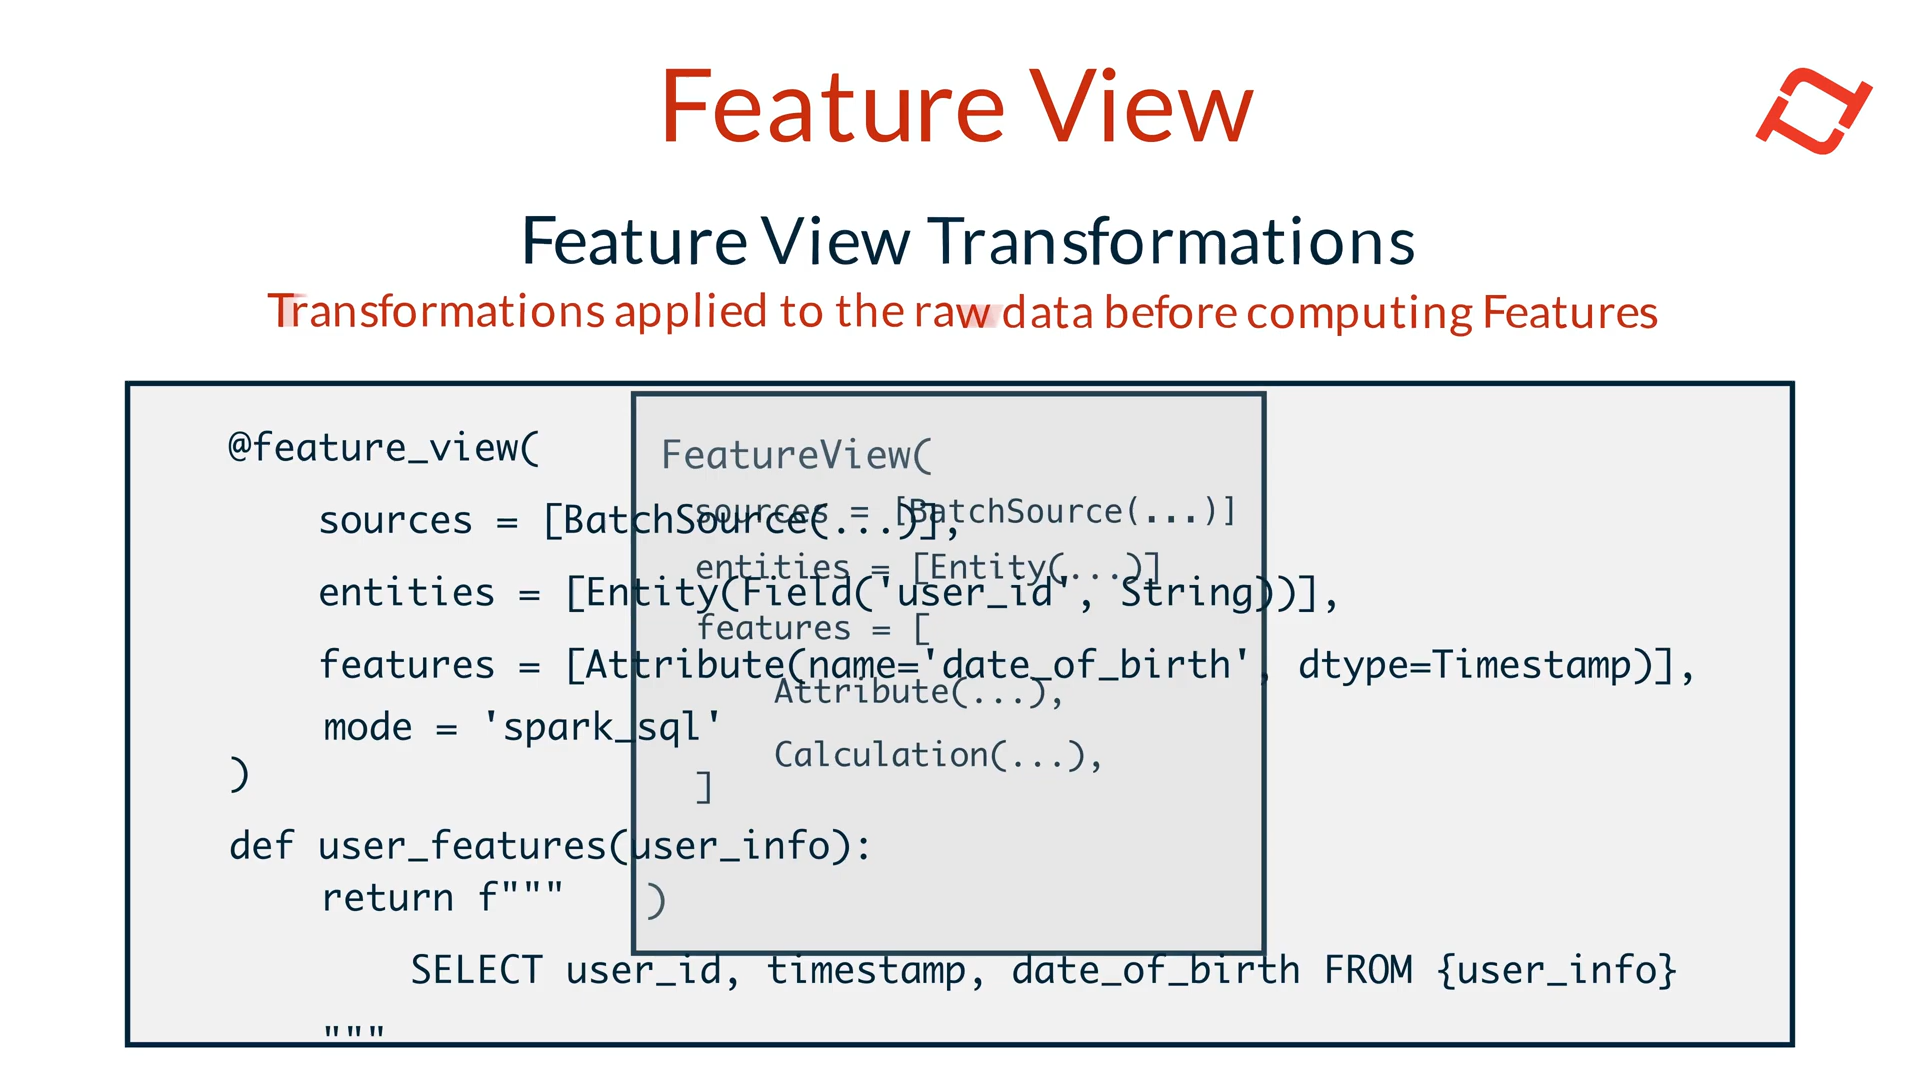 Feature View
Feature View Transformations
Transformations applied to the raw data before computing Features
@feature_view(
sources = [BatchSource(...)],
entities = [Entity(Field('user_id', String))],
features = [Attribute(name='date_of_birth', dtype=Timestamp)],
mode = 'spark_sql'
)
def user_features(user_info):
return f"""
SELECT user_id, timestamp, date_of_birth FROM {user_info}
"""
FeatureView(
sources = [BatchSource(...)]
entities = [Entity(...)]
features = [
Attribute(...),
Calculation(...),
]
)